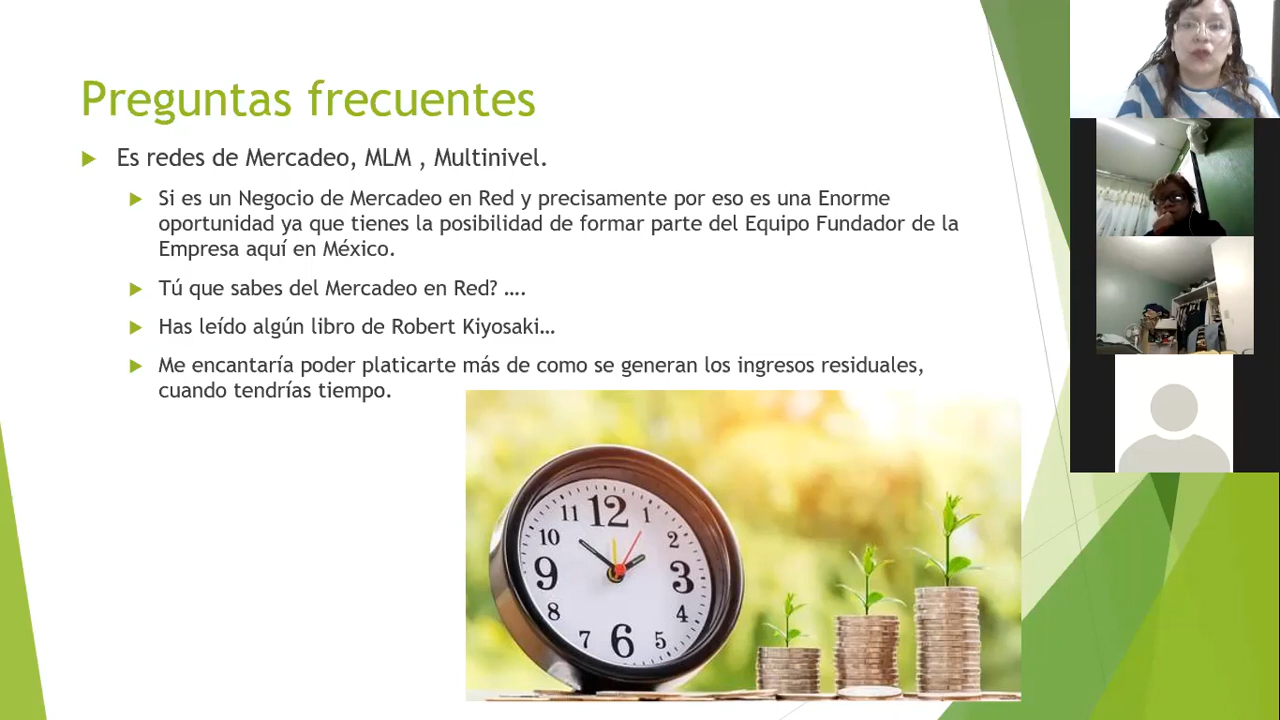 Preguntas frecuentes
Es redes de Mercadeo, MLM , Multinivel.
Si es un Negocio de Mercadeo en Red y precisamente por eso es una Enorme
oportunidad ya que tienes la posibilidad de formar parte del Equipo Fundador de la
Empresa aquí en México.
Tú que sabes del Mercadeo en Red? ….
Has leído algún libro de Robert Kiyosaki…
Me encantaría poder platicarte más de como se generan los ingresos residuales,
cuando tendrías tiempo.
12
11 1
10 2
9 3
8 4
7 5
6